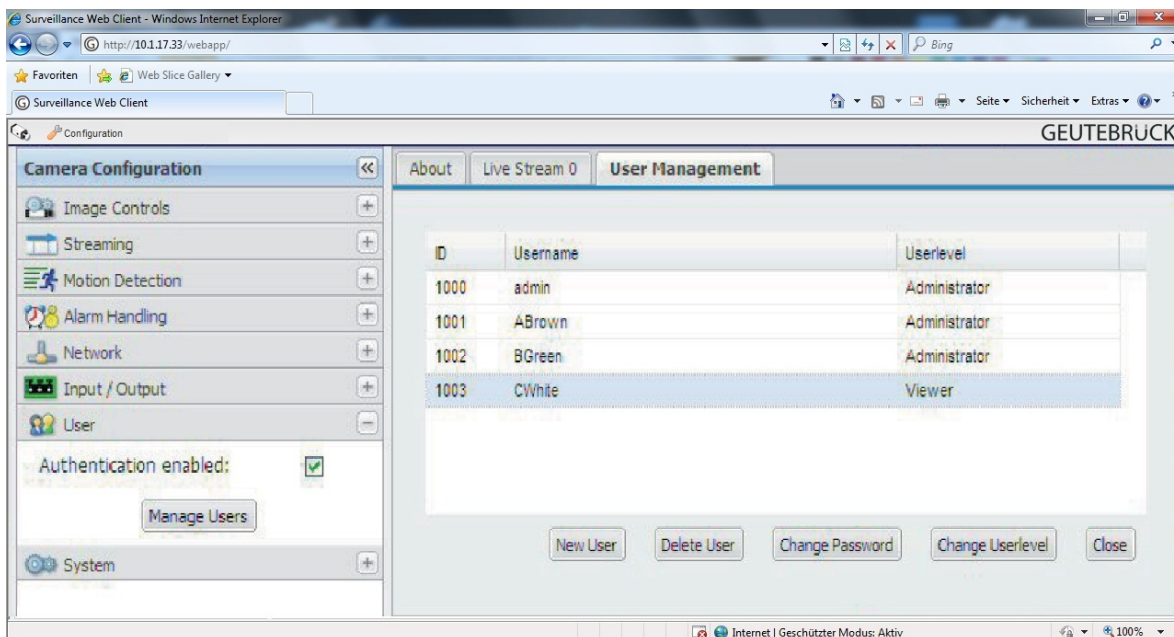 Surveillance Web Client - Windows Internet Explorer
http://10.1.17.33/webapp/
Bing
Favoriten Web Slice Gallery
Surveillance Web Client
Seite Sicherheit Extras
Configuration
GEUTEBRÜCK
Camera Configuration
About
Live Stream 0
User Management
Image Controls
Streaming
Motion Detection
Alarm Handling
Network
Input / Output
User
Authentication enabled:
Manage Users
System
ID Username Userlevel
1000 admin Administrator
1001 ABrown Administrator
1002 BGreen Administrator
1003 CWhite Viewer
New User
Delete User
Change Password
Change Userlevel
Close
Internet | Geschützter Modus: Aktiv
100%